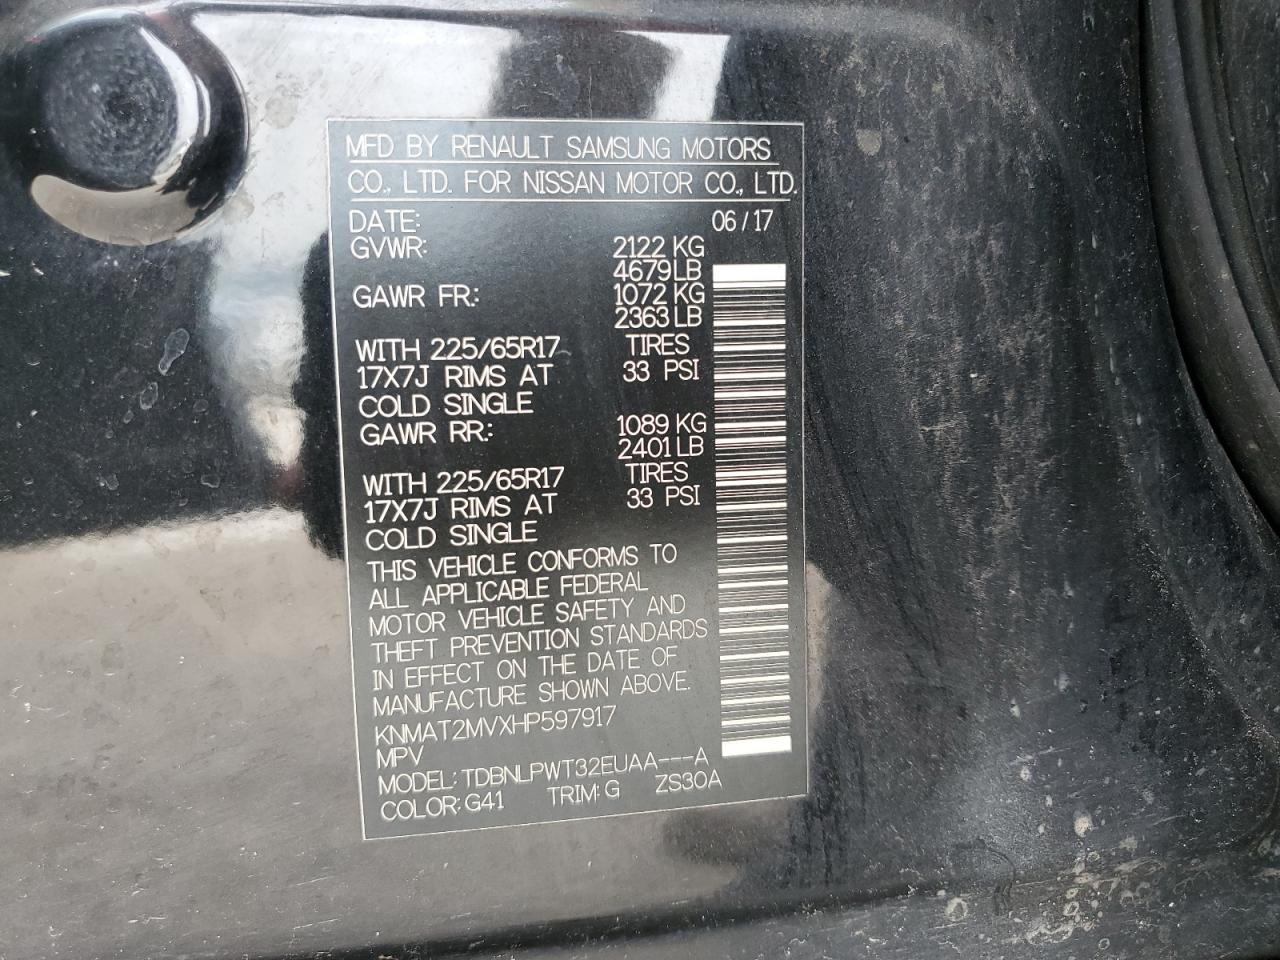 MFD BY RENAULT SAMSUNG MOTORS
CO., LTD. FOR NISSAN MOTOR CO., LTD.
DATE: 06/17
GVWR: 2122 KG
4679 LB
GAWR FR.: 1072 KG
2363 LB
WITH 225/65R17 TIRES
17X7J RIMS AT 33 PSI
COLD SINGLE
GAWR RR.: 1089 KG
2401 LB
WITH 225/65R17 TIRES
17X7J RIMS AT 33 PSI
COLD SINGLE
THIS VEHICLE CONFORMS TO
ALL APPLICABLE FEDERAL
MOTOR VEHICLE SAFETY AND
THEFT PREVENTION STANDARDS
IN EFFECT ON THE DATE OF
MANUFACTURE SHOWN ABOVE.
KNMAT2MVXHP597917
MPV
MODEL: TDBNLPWT32EUAA---A
COLOR: G41 TRIM: G ZS30A